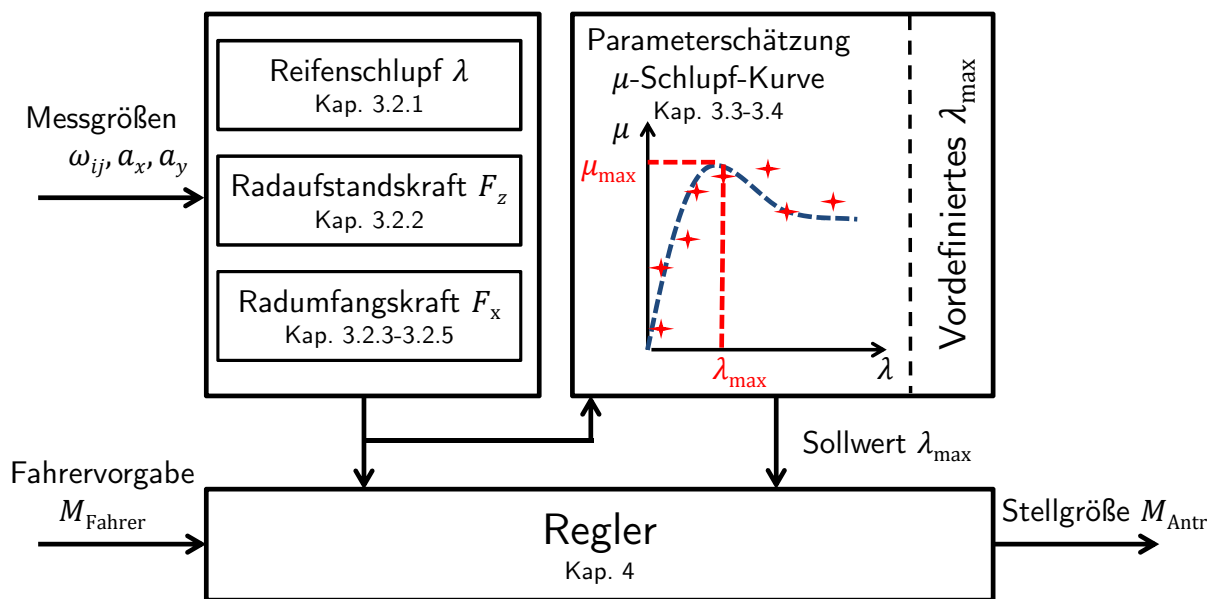 Messgrößen
ω_ij, a_x, a_y
Reifenschlupf λ
Kap. 3.2.1
Radaufstandskraft F_z
Kap. 3.2.2
Radumfangskraft F_x
Kap. 3.2.3-3.2.5
Parameterschätzung
μ-Schlupf-Kurve
Kap. 3.3-3.4
μ
μ_max
λ_max
λ
Vordefiniertes λ_max
Sollwert λ_max
Fahrervorgabe
M_Fahrer
Regler
Kap. 4
Stellgröße M_Antr